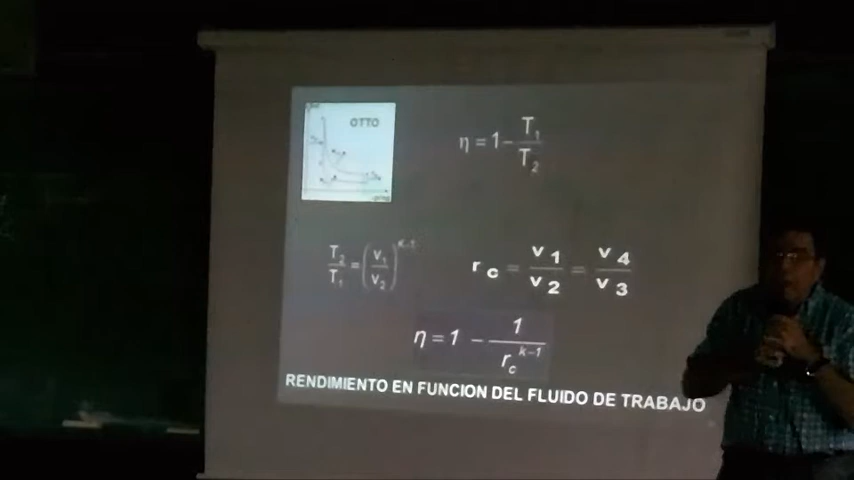 OTTO
η = 1 - T1/T2
T2/T1 = (v1/v2)^k-1
rc = v1/v2 = v4/v3
η = 1 - 1/rc^k-1
RENDIMIENTO EN FUNCION DEL FLUIDO DE TRABAJO